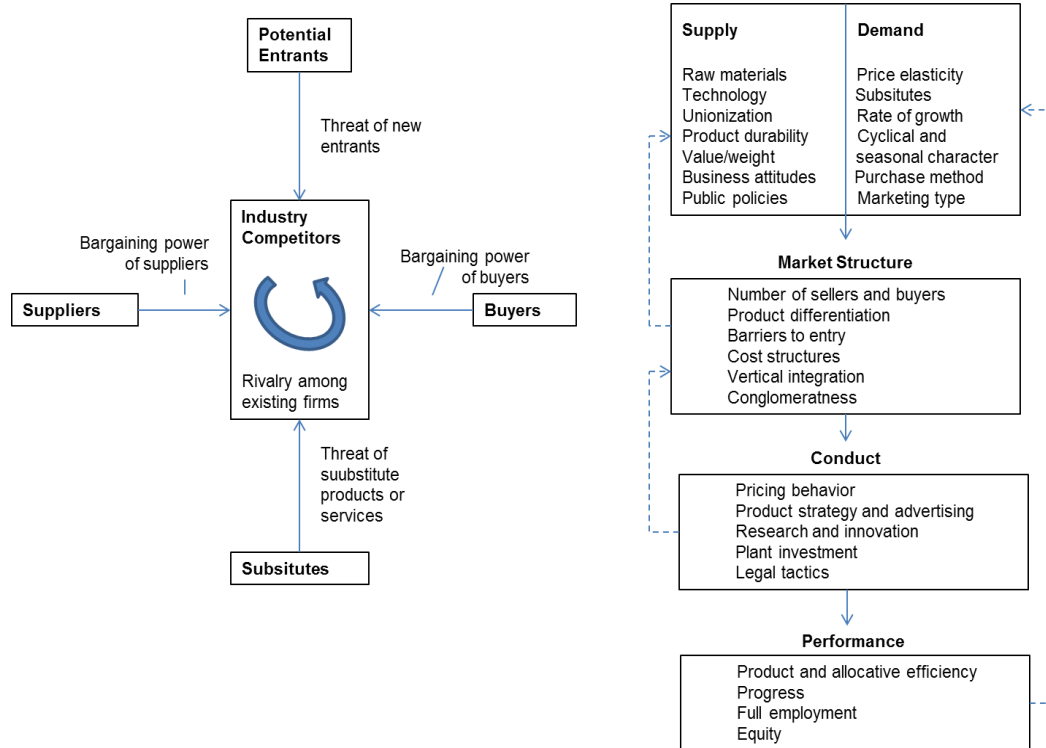 Potential
Entrants
Threat of new
entrants
Industry
Competitors
Bargaining power
of suppliers
Bargaining power
of buyers
Suppliers
Buyers
Rivalry among
existing firms
Threat of
suubstitute
products or
services
Subsitutes
Supply
Raw materials
Technology
Unionization
Product durability
Value/weight
Business attitudes
Public policies
Demand
Price elasticity
Subsitutes
Rate of growth
Cyclical and
seasonal character
Purchase method
Marketing type
Market Structure
Number of sellers and buyers
Product differentiation
Barriers to entry
Cost structures
Vertical integration
Conglomeratness
Conduct
Pricing behavior
Product strategy and advertising
Research and innovation
Plant investment
Legal tactics
Performance
Product and allocative efficiency
Progress
Full employment
Equity